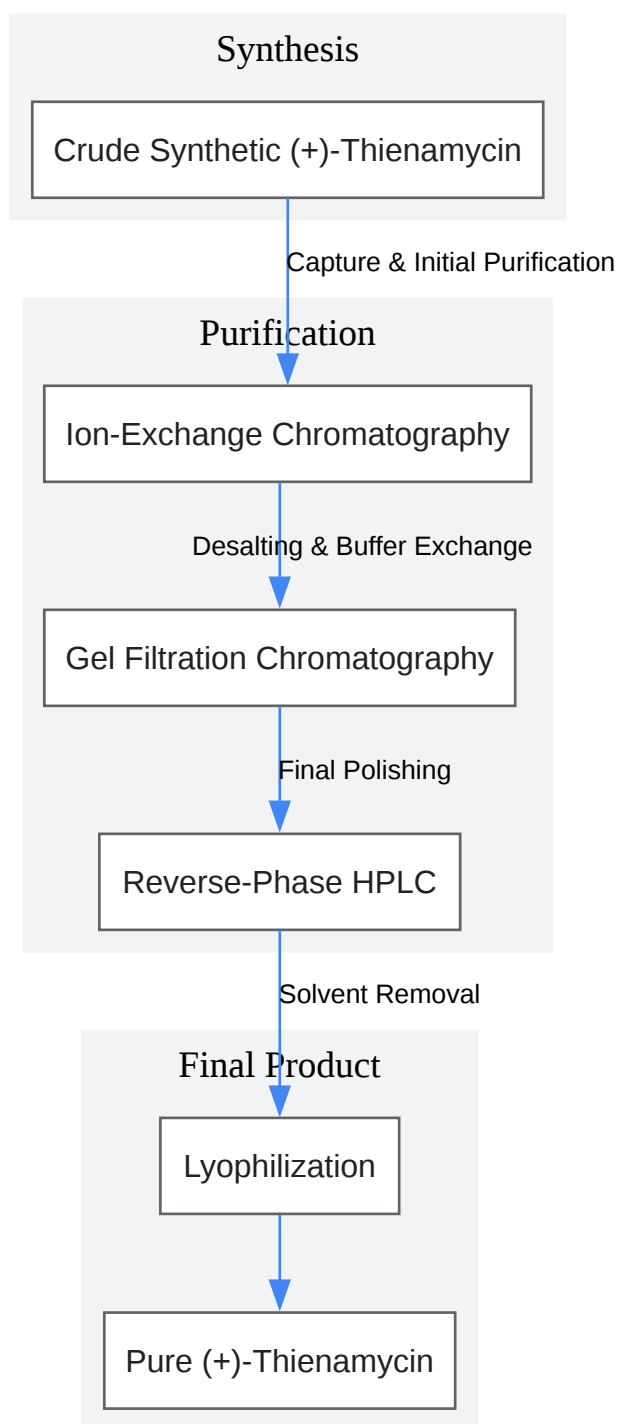 Synthesis
Crude Synthetic (+)-Thienamycin
Capture & Initial Purification
Purification
Ion-Exchange Chromatography
Desalting & Buffer Exchange
Gel Filtration Chromatography
Final Polishing
Reverse-Phase HPLC
Solvent Removal
Final Product
Lyophilization
Pure (+)-Thienamycin